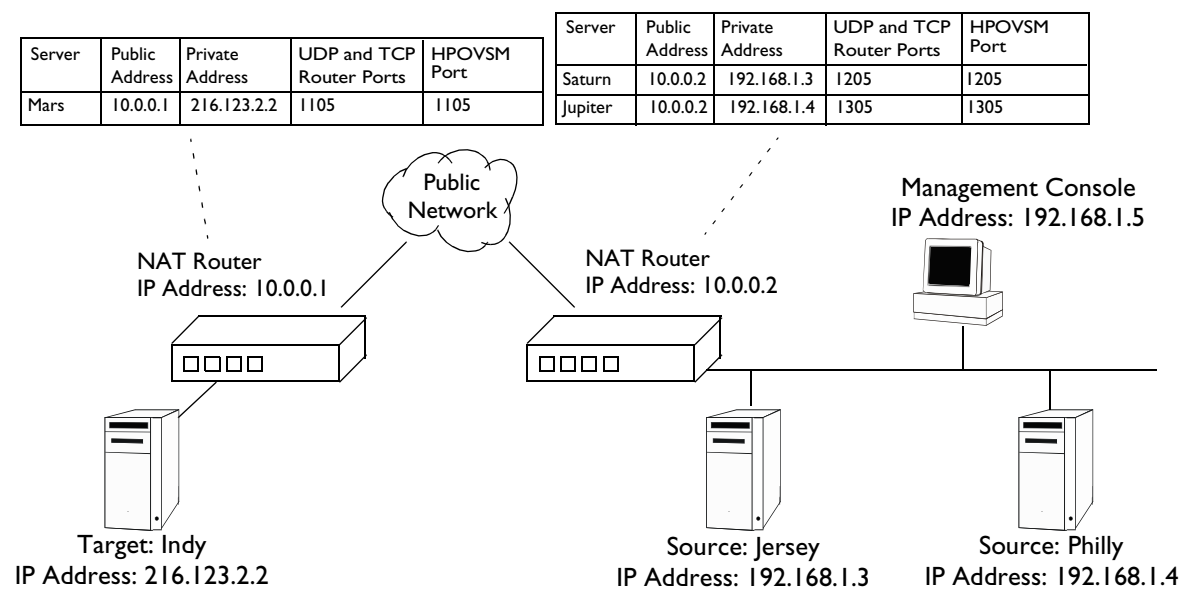 Server Public Address Private Address UDP and TCP Router Ports HPOVSM Port
Mars 10.0.0.1 216.123.2.2 1105 1105
Server Public Address Private Address UDP and TCP Router Ports HPOVSM Port
Saturn 10.0.0.2 192.168.1.3 1205 1205
Jupiter 10.0.0.2 192.168.1.4 1305 1305
Public
Network
Management Console
IP Address: 192.168.1.5
NAT Router
IP Address: 10.0.0.1
NAT Router
IP Address: 10.0.0.2
Target: Indy
IP Address: 216.123.2.2
Source: Jersey
IP Address: 192.168.1.3
Source: Philly
IP Address: 192.168.1.4